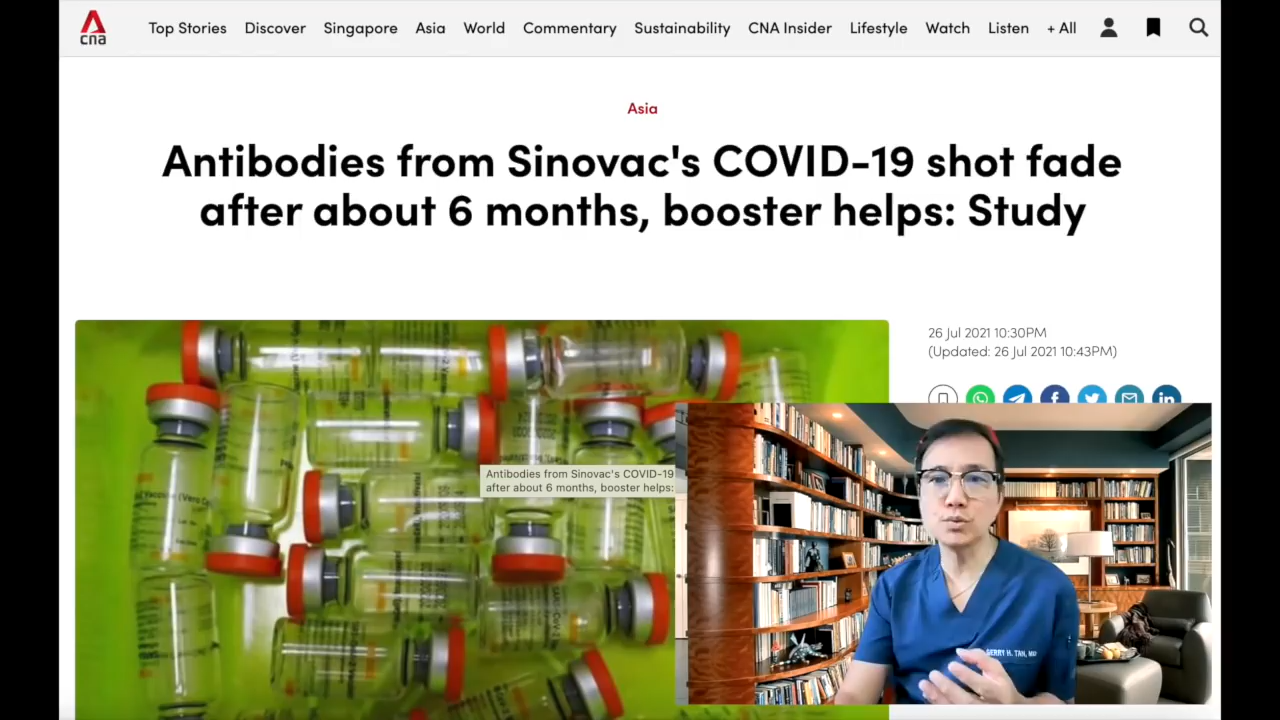 cna
Top Stories Discover Singapore Asia World Commentary Sustainability CNA Insider Lifestyle Watch Listen + All
Asia
Antibodies from Sinovac's COVID-19 shot fade
after about 6 months, booster helps: Study
26 Jul 2021 10:30PM
(Updated: 26 Jul 2021 10:43PM)
Antibodies from Sinovac's COVID-19
after about 6 months, booster helps: